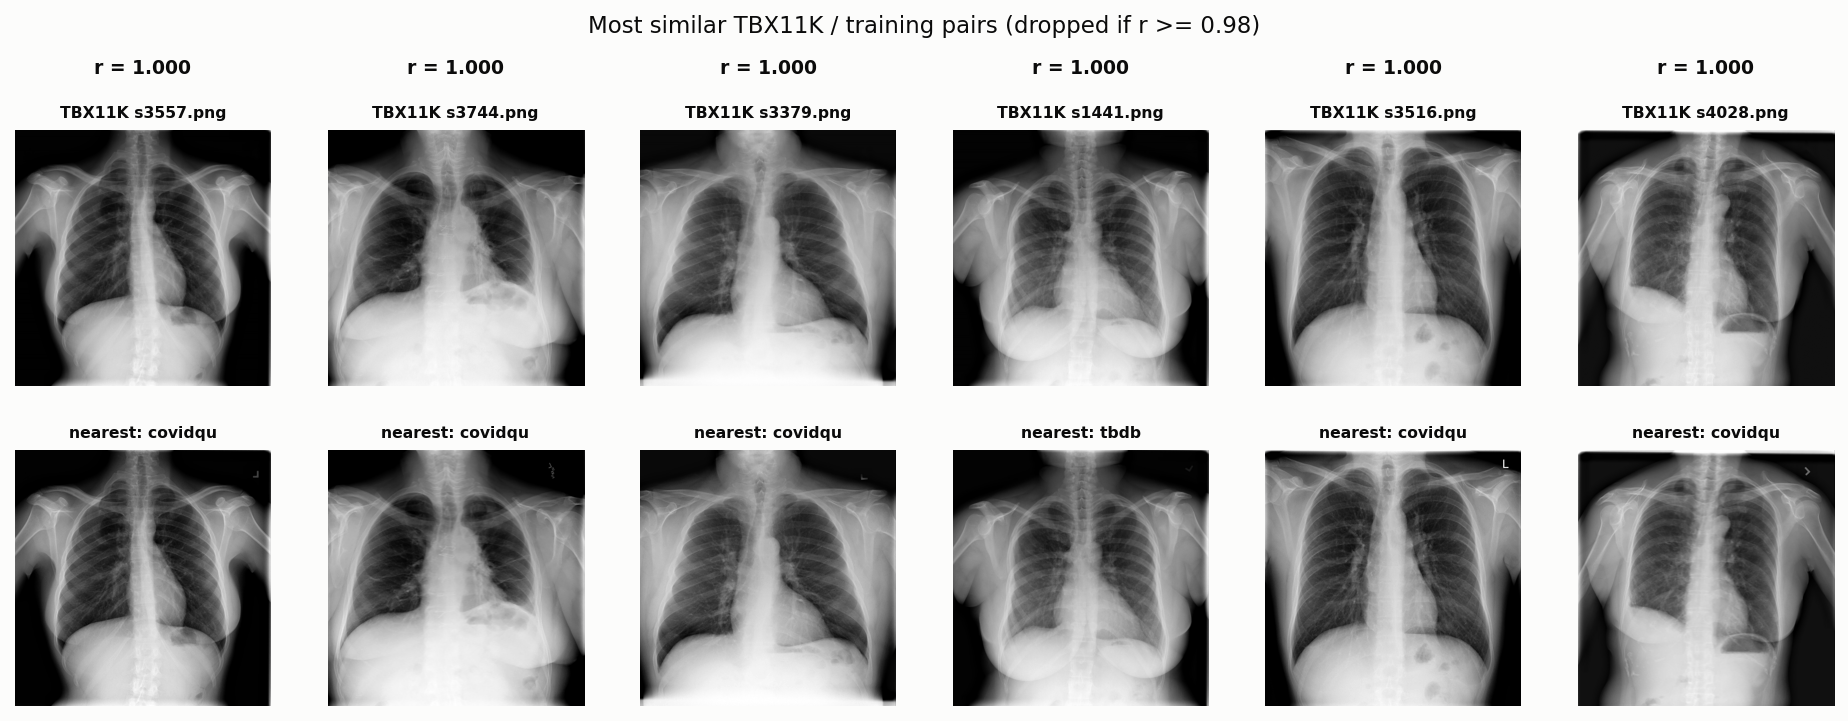 Most similar TBX11K / training pairs (dropped if r >= 0.98)
r = 1.000 r = 1.000 r = 1.000 r = 1.000 r = 1.000 r = 1.000
TBX11K s3557.png TBX11K s3744.png TBX11K s3379.png TBX11K s1441.png TBX11K s3516.png TBX11K s4028.png
nearest: covidqu nearest: covidqu nearest: covidqu nearest: tbdb nearest: covidqu nearest: covidqu
L